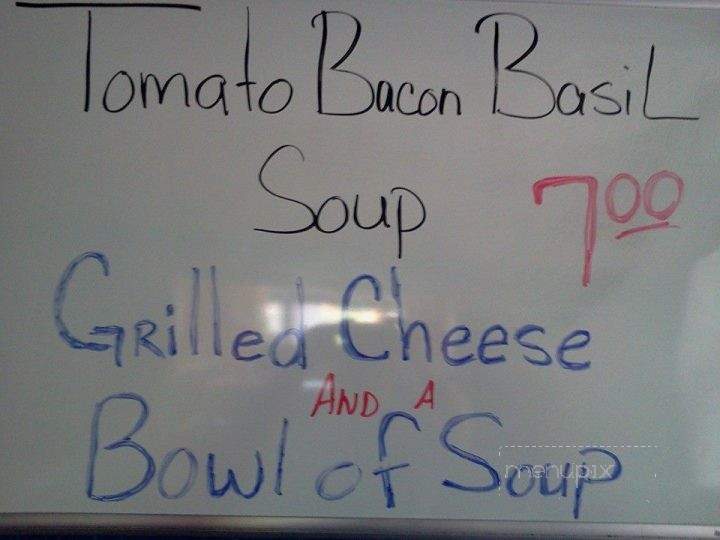 Tomato Bacon Basil
Soup 7.00
Grilled Cheese
AND A
Bowl of Soup
menupix